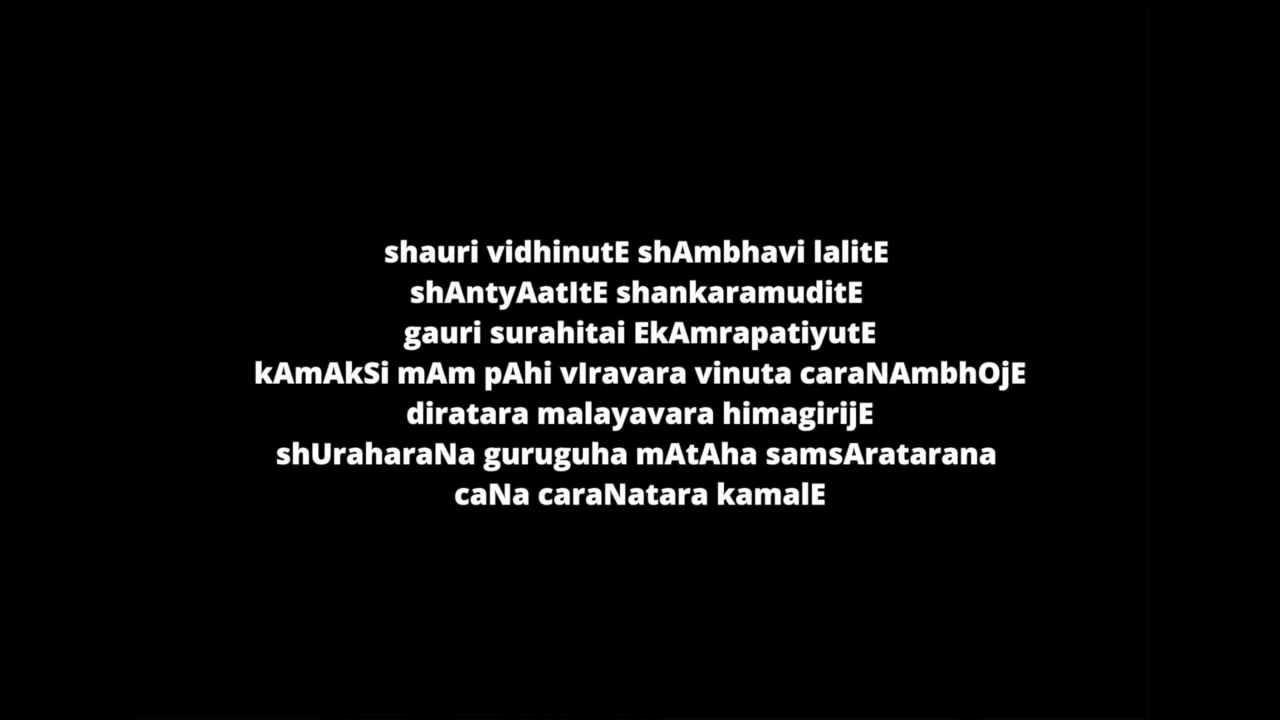 shauri vidhinutE shAmbhavi lalitE
shAntyAatItE shankaramuditE
gauri surahitai EkAmrapatiyutE
kAmAkSi mAm pAhi vIravara vinuta caraNAmbhOjE
diratara malayavara himagirijE
shUraharaNa guruguha mAtAha samsAratarana
caNa caraNatara kamalE